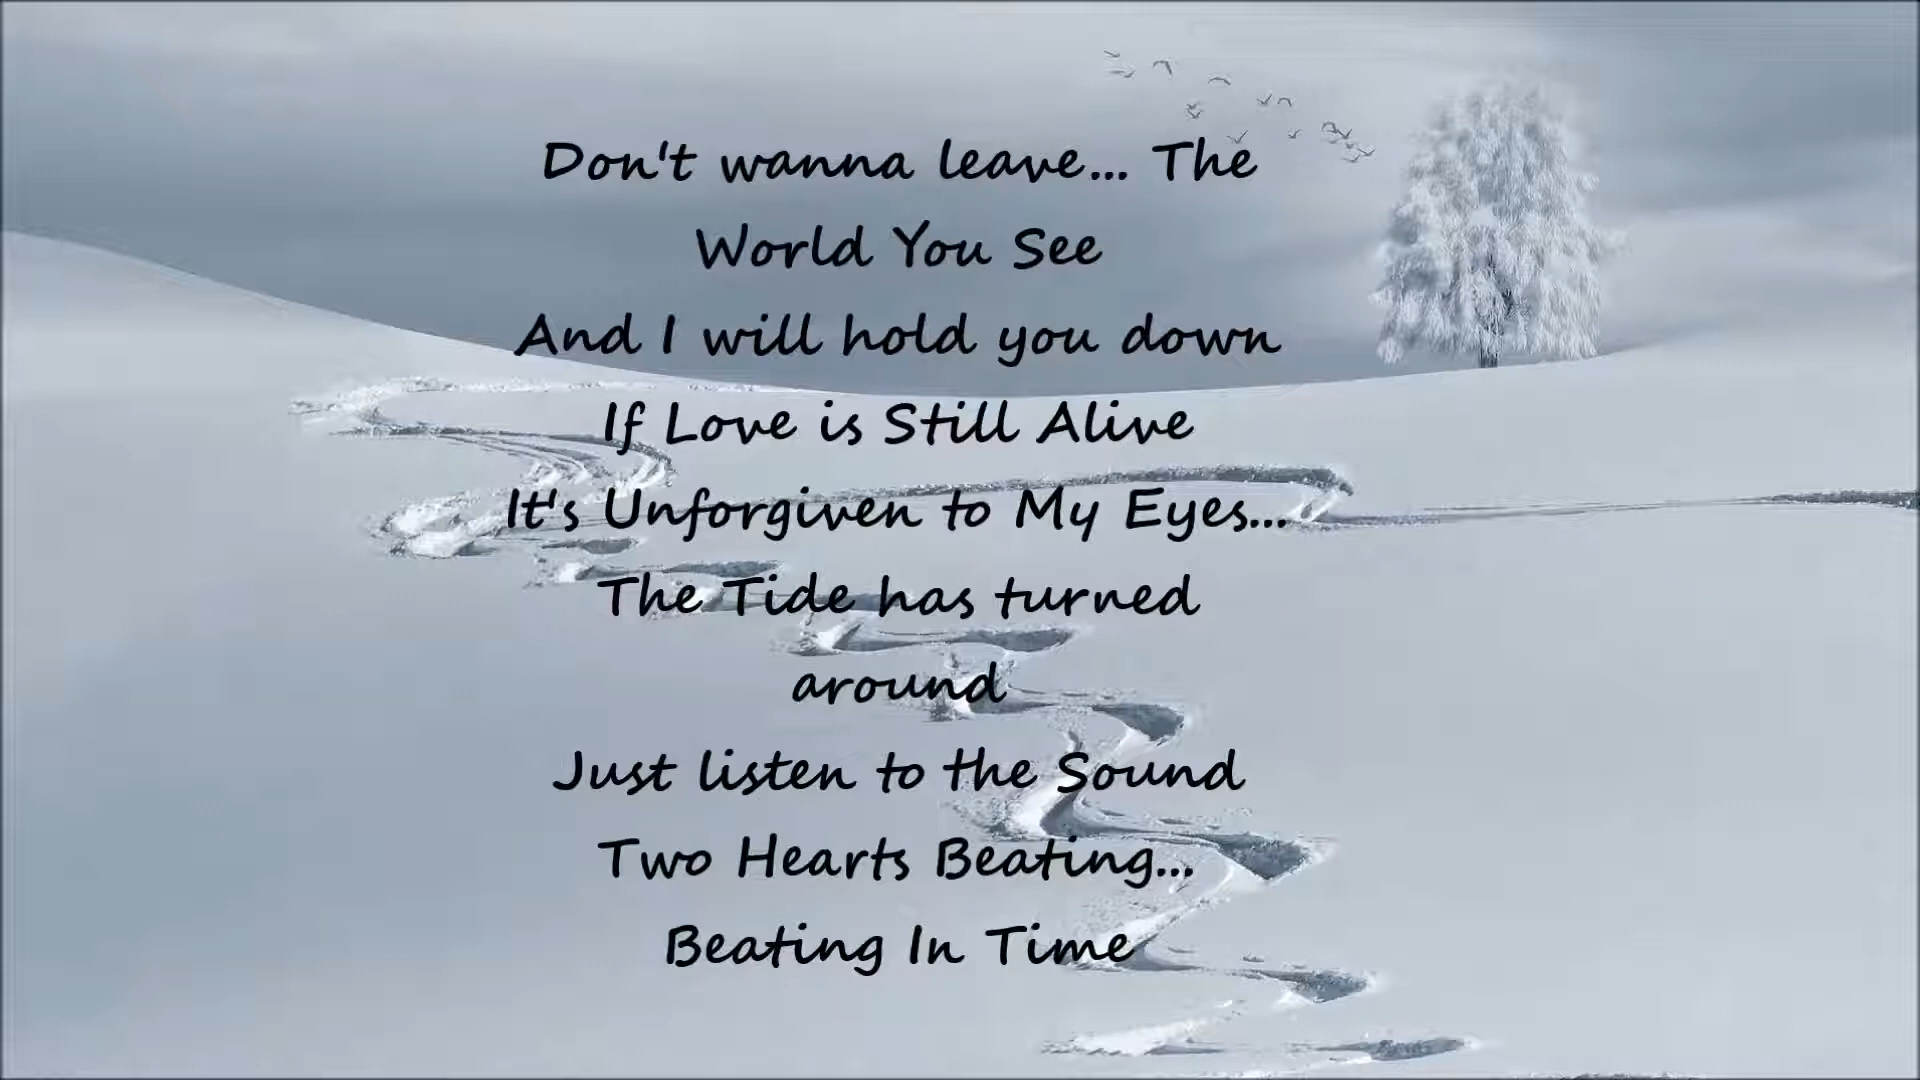 Don't wanna leave... The
World You See
And I will hold you down
If Love is Still Alive
It's Unforgiven to My Eyes...
The Tide has turned
around
Just listen to the Sound
Two Hearts Beating...
Beating In Time